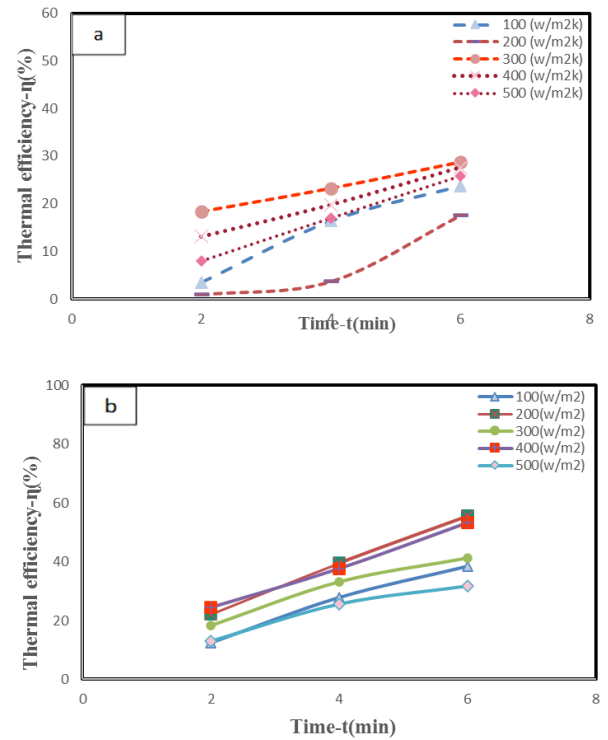 a
60
50
40
30
20
10
0
0 2 4 6 8
Thermal efficiency-η(%)
Time-t(min)
100 (w/m2k)
200 (w/m2k)
300 (w/m2k)
400 (w/m2k)
500 (w/m2k)
b
100
80
60
40
20
0
0 2 4 6 8
Thermal efficiency-η(%)
Time-t(min)
100(w/m2)
200(w/m2)
300(w/m2)
400(w/m2)
500(w/m2)